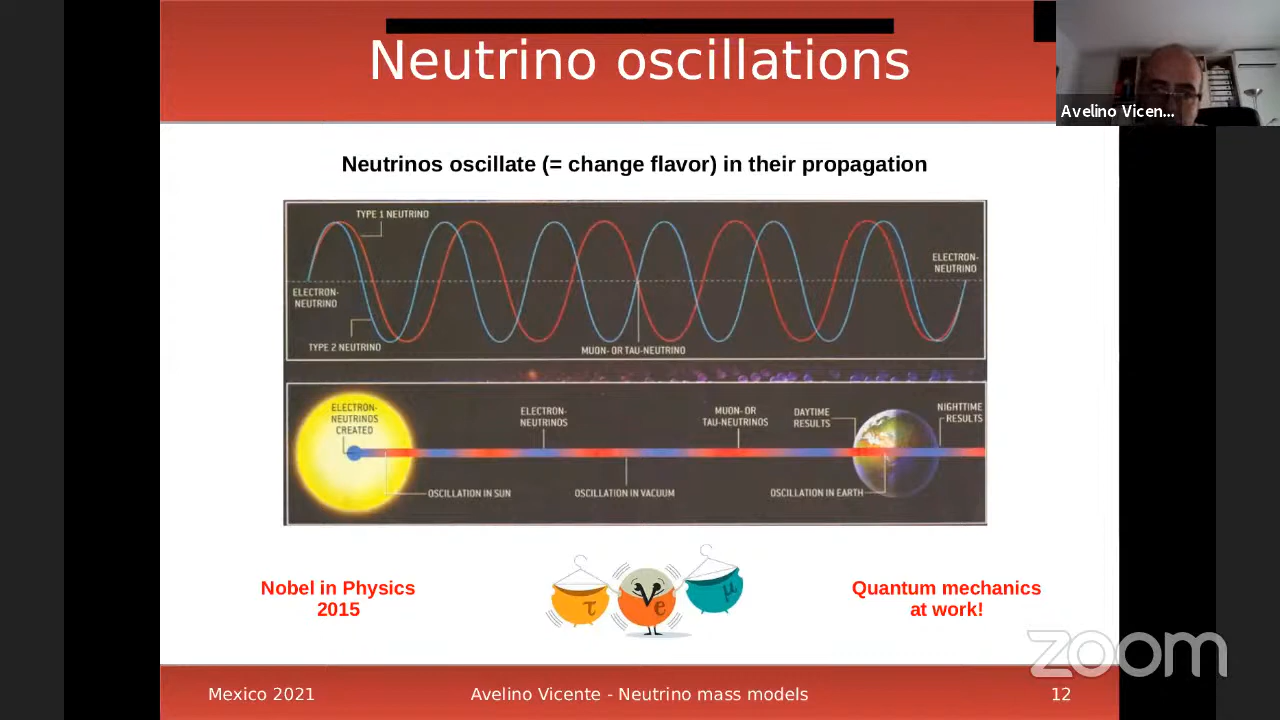 Neutrino oscillations
Avelino Vicen...
Neutrinos oscillate (= change flavor) in their propagation
TYPE 1 NEUTRINO
ELECTRON-
NEUTRINO
ELECTRON-
NEUTRINO
TYPE 2 NEUTRINO
MUON- OR TAU-NEUTRINO
ELECTRON-
NEUTRINOS
CREATED
ELECTRON-
NEUTRINOS
MUON- OR
TAU-NEUTRINOS
DAYTIME
RESULTS
NIGHTTIME
RESULTS
OSCILLATION IN SUN
OSCILLATION IN VACUUM
OSCILLATION IN EARTH
Nobel in Physics
2015
τ
ν
e
μ
Quantum mechanics
at work!
zoom
Mexico 2021
Avelino Vicente - Neutrino mass models
12